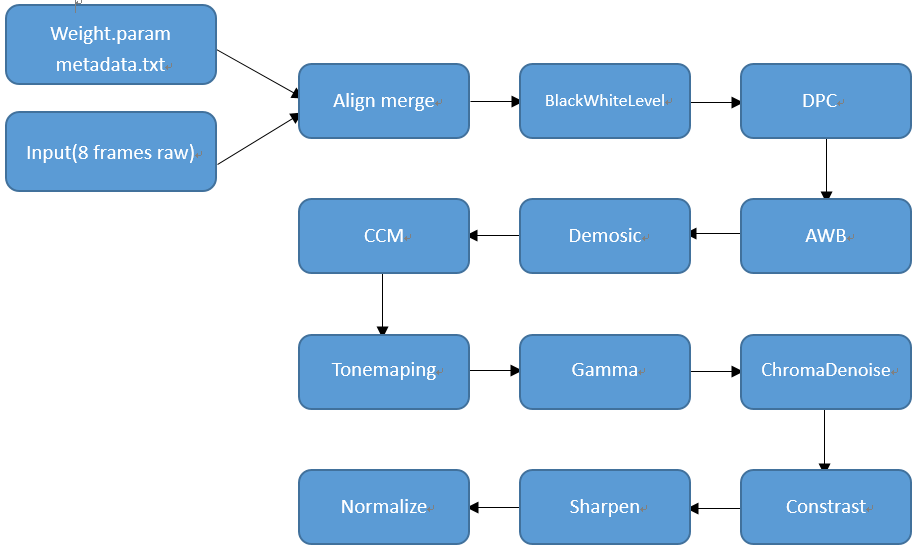 Weight.param
metadata.txt
Input(8 frames raw)
Align merge
BlackWhiteLevel
DPC
AWB
Demosic
CCM
Tonemaping
Gamma
ChromaDenoise
Constrast
Sharpen
Normalize